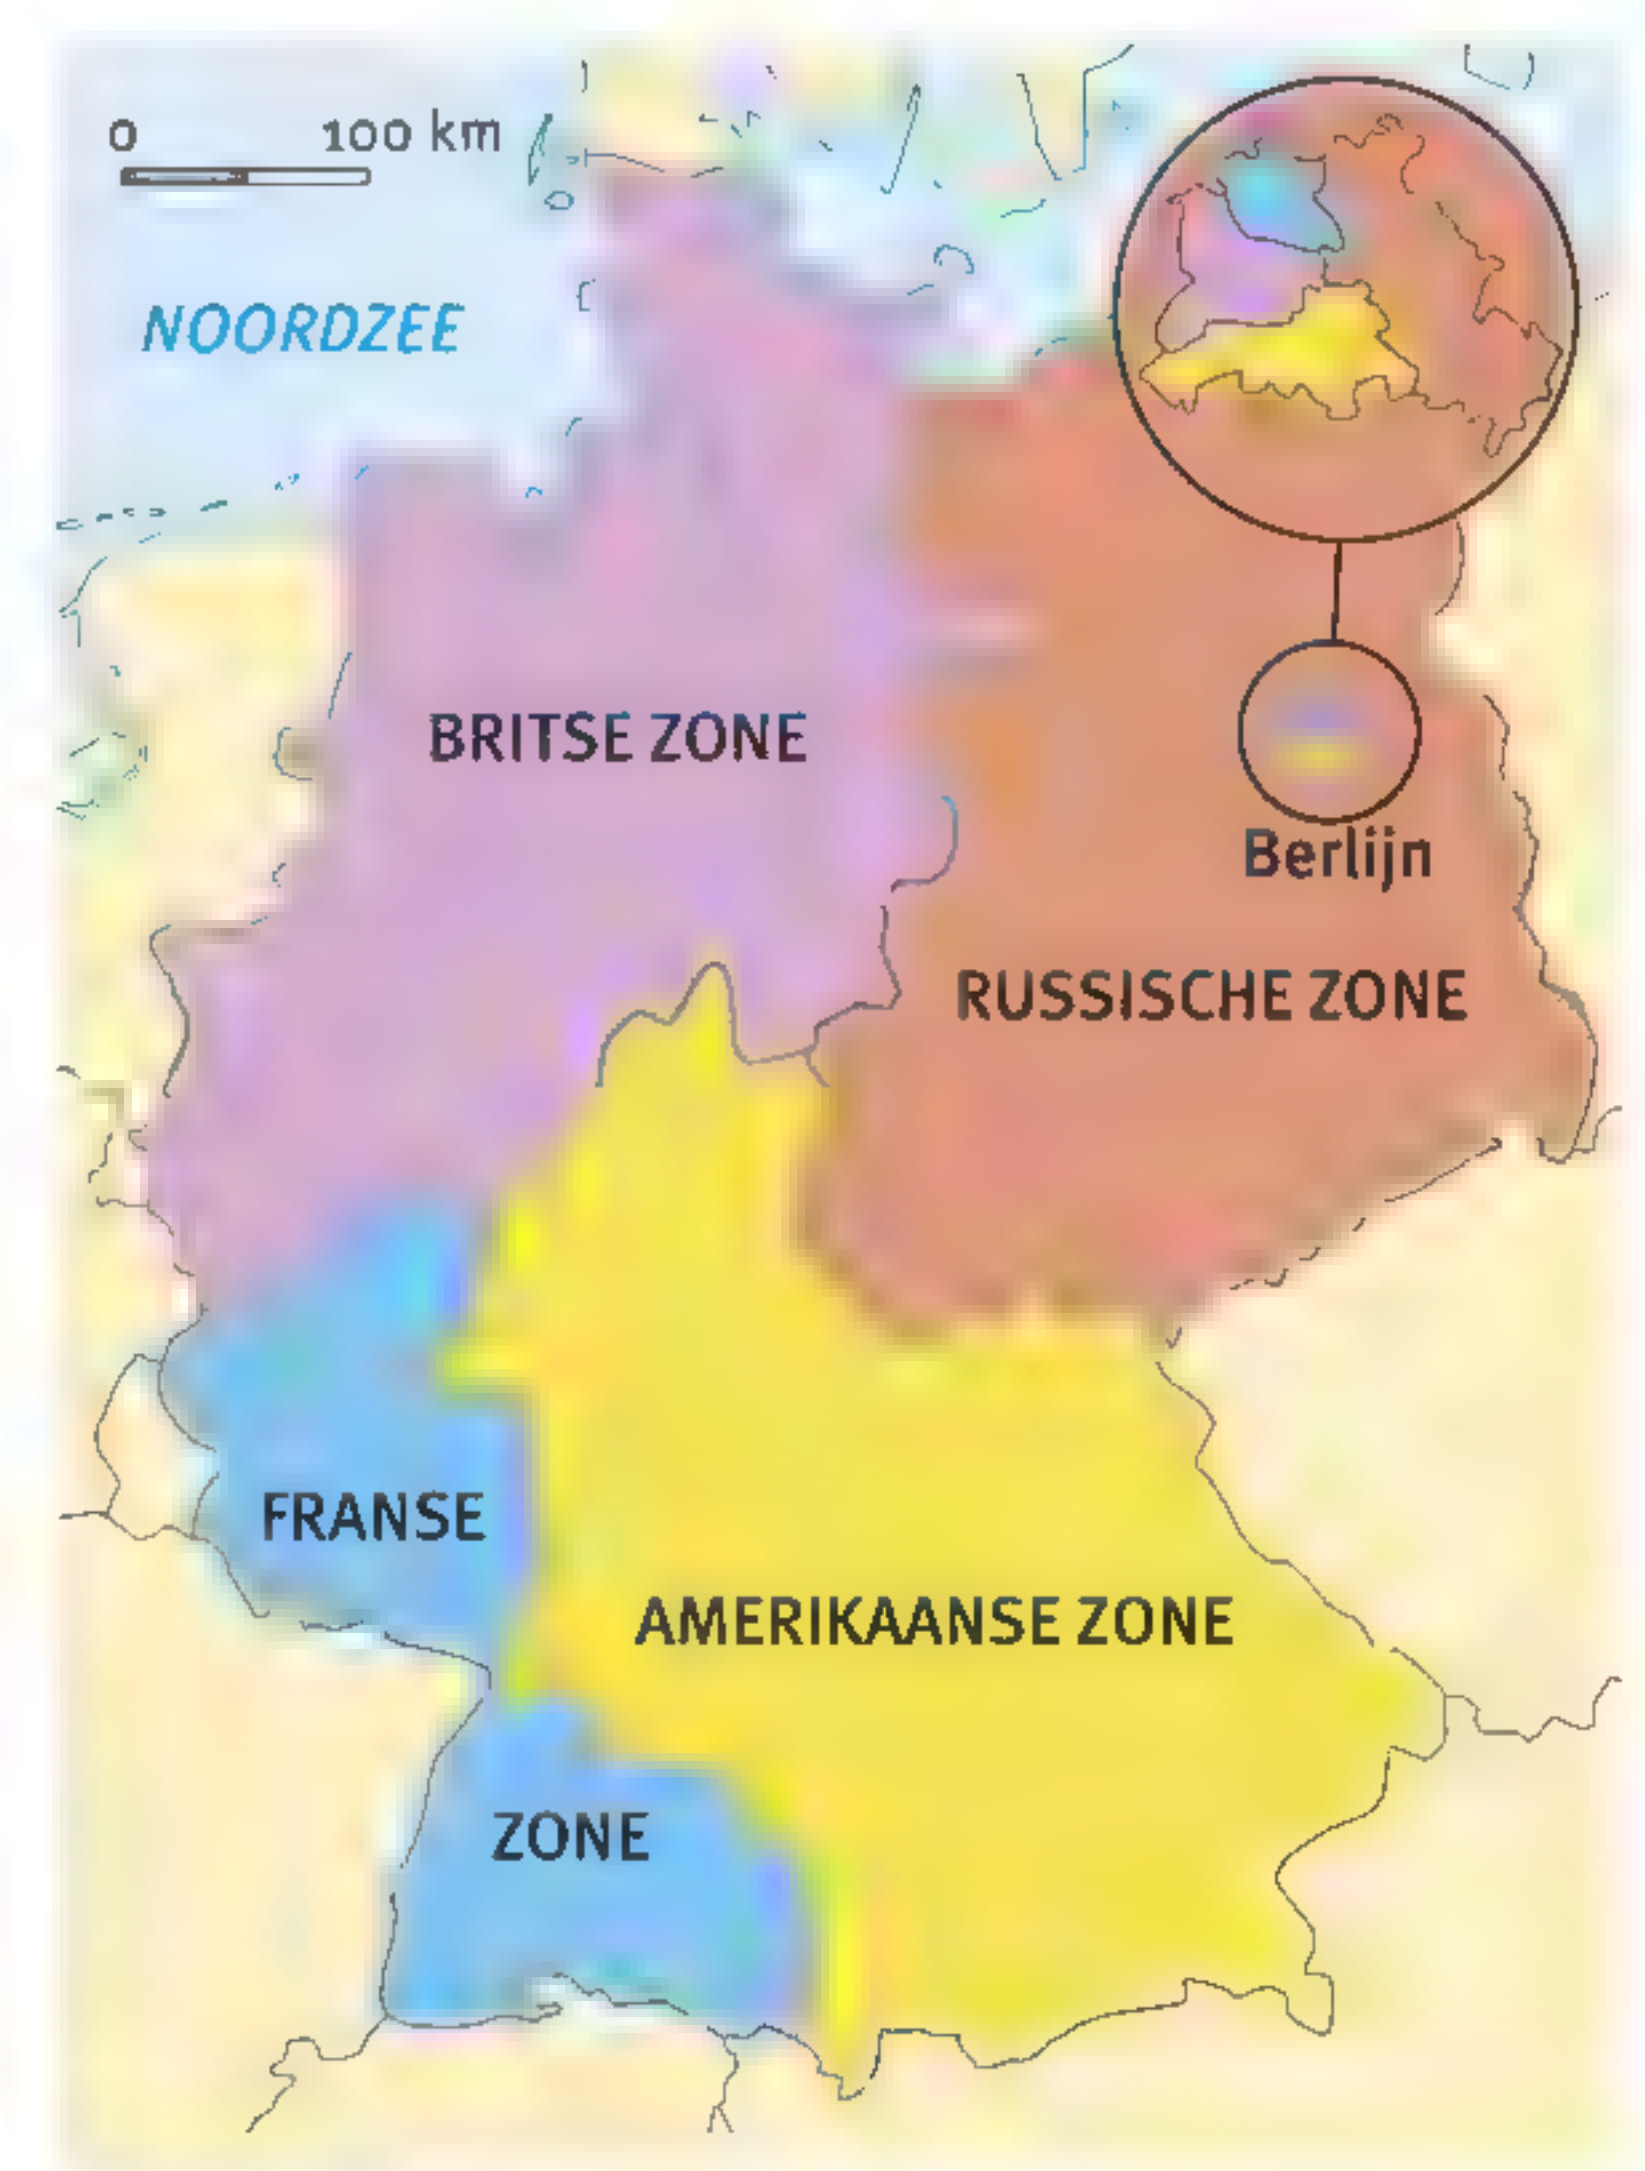 0 100 km
NOORDZEE
BRITSE ZONE
Berlijn
RUSSISCHE ZONE
FRANSE
AMERIKAANSE ZONE
ZONE